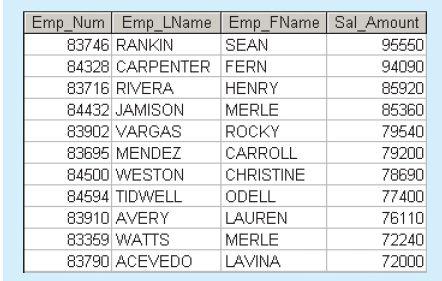 Emp_Num Emp_LName Emp_FName Sal_Amount
83746 RANKIN SEAN 95550
84328 CARPENTER FERN 94090
83716 RIVERA HENRY 85920
84432 JAMISON MERLE 85360
83902 VARGAS ROCKY 79540
83695 MENDEZ CARROLL 79200
84500 WESTON CHRISTINE 78690
84594 TIDWELL ODELL 77400
83910 AVERY LAUREN 76110
83359 WATTS MERLE 72240
83790 ACEVEDO LAVINA 72000